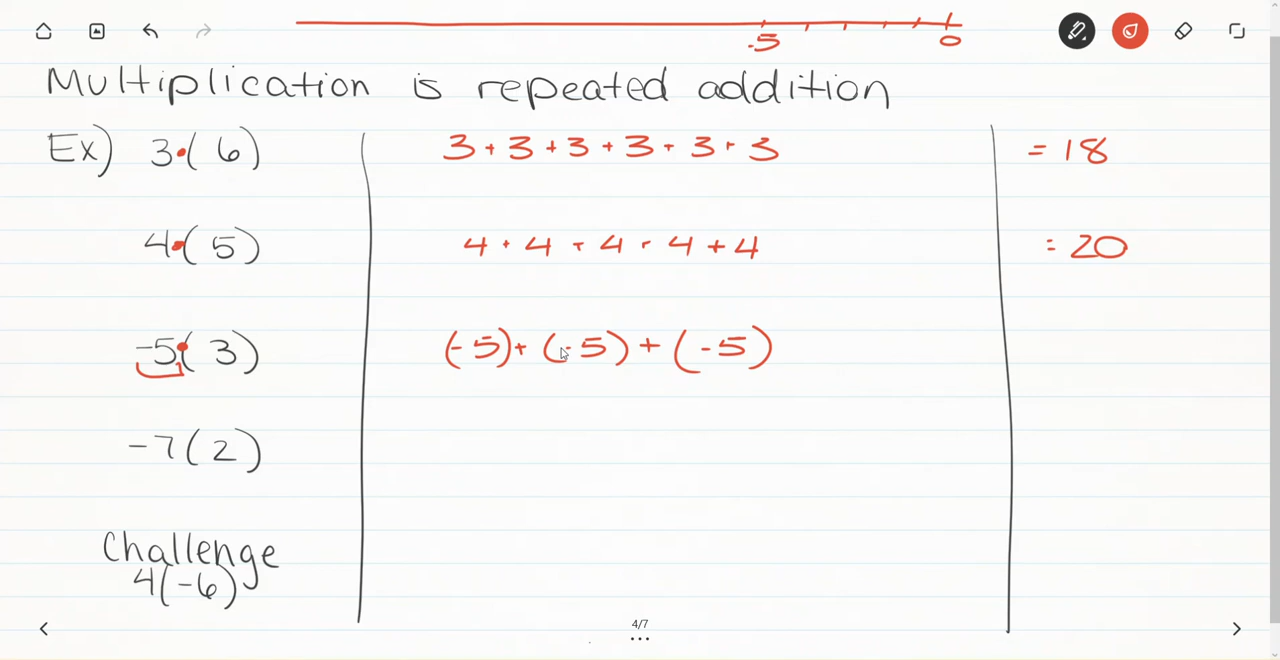 -5 0
Multiplication is repeated addition
Ex) 3·(6) 3 + 3 + 3 + 3 + 3 + 3 = 18
4·(5) 4 + 4 + 4 + 4 + 4 = 20
-5·(3) (-5) + (-5) + (-5)
-7(2)
Challenge
4(-6)
4/7